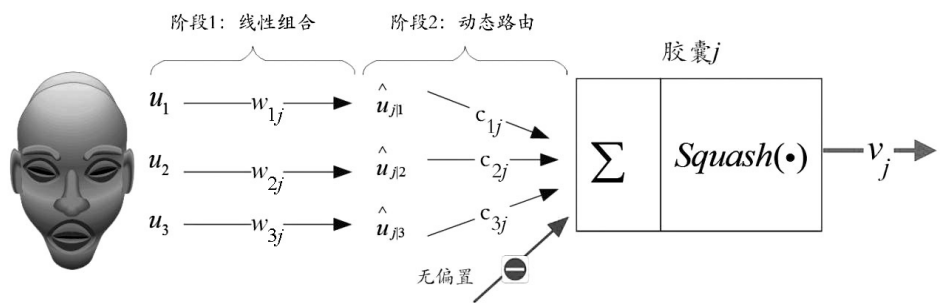 阶段1：线性组合 阶段2：动态路由
胶囊j
u1 w1j û j|1 c1j
u2 w2j û j|2 c2j
u3 w3j û j|3 c3j
∑ Squash(•) vj
无偏置